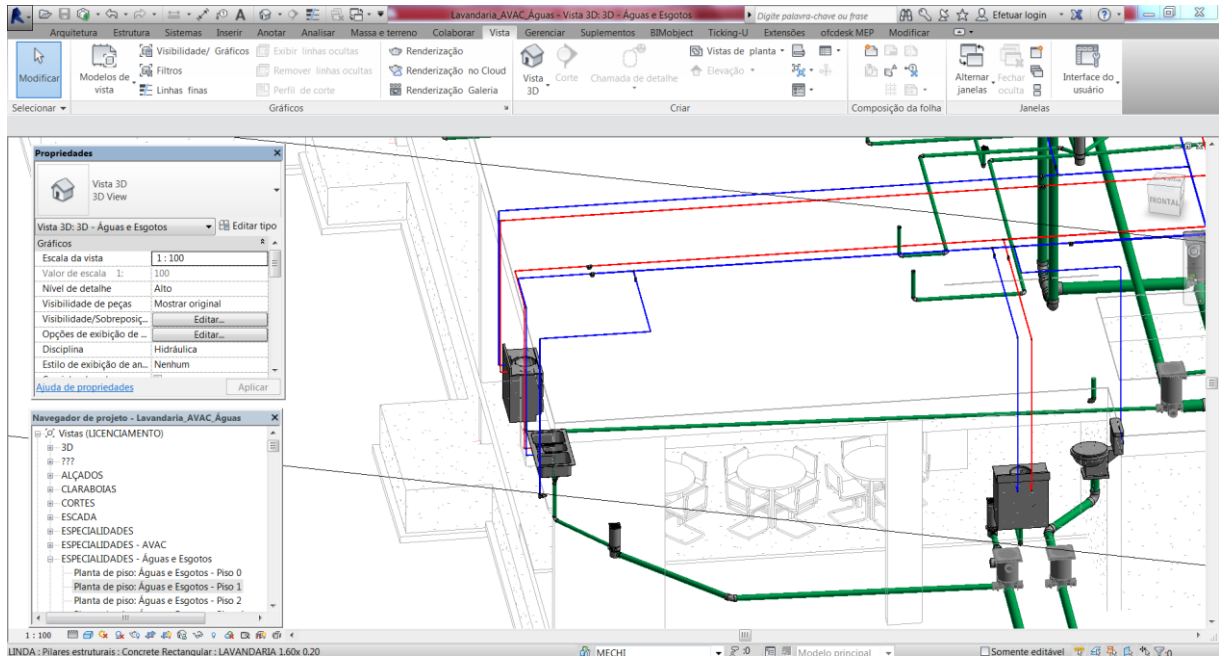 Lavandaria_AVAC_Águas - Vista 3D: 3D - Águas e Esgotos
Digite palavra-chave ou frase
Efetuar login
Arquitetura Estrutura Sistemas Inserir Anotar Analisar Massa e terreno Colaborar Vista Gerenciar Suplementos BIMobject Ticking-U Extensões ofcdesk MEP Modificar
Modificar
Modelos de vista
Visibilidade/ Gráficos
Filtros
Linhas finas
Exibir linhas ocultas
Remover linhas ocultas
Perfil de corte
Renderização
Renderização no Cloud
Renderização Galeria
Vista 3D
Corte
Chamada de detalhe
Vistas de planta
Elevação
Alternar janelas
Fechar oculta
Interface do usuário
Selecionar
Gráficos
Criar
Composição da folha
Janelas
Propriedades
Vista 3D
3D View
Vista 3D: 3D - Águas e Esgotos
Editar tipo
Gráficos
Escala da vista 1 : 100
Valor de escala 1: 100
Nível de detalhe Alto
Visibilidade de peças Mostrar original
Visibilidade/Sobreposiç... Editar...
Opções de exibição de ... Editar...
Disciplina Hidráulica
Estilo de exibição de an... Nenhum
Ajuda de propriedades
Aplicar
FRONTAL
Navegador de projeto - Lavandaria_AVAC_Águas
Vistas (LICENCIAMENTO)
3D
???
ALÇADOS
CLARABOIAS
CORTES
ESCADA
ESPECIALIDADES
ESPECIALIDADES - AVAC
ESPECIALIDADES - Águas e Esgotos
Planta de piso: Águas e Esgotos - Piso 0
Planta de piso: Águas e Esgotos - Piso 1
Planta de piso: Águas e Esgotos - Piso 2
1 : 100
LINDA : Pilares estruturais : Concrete Rectangular : LAVANDARIA 1.60x 0.20
MECHI
:0
Modelo principal
Somente editável
:0